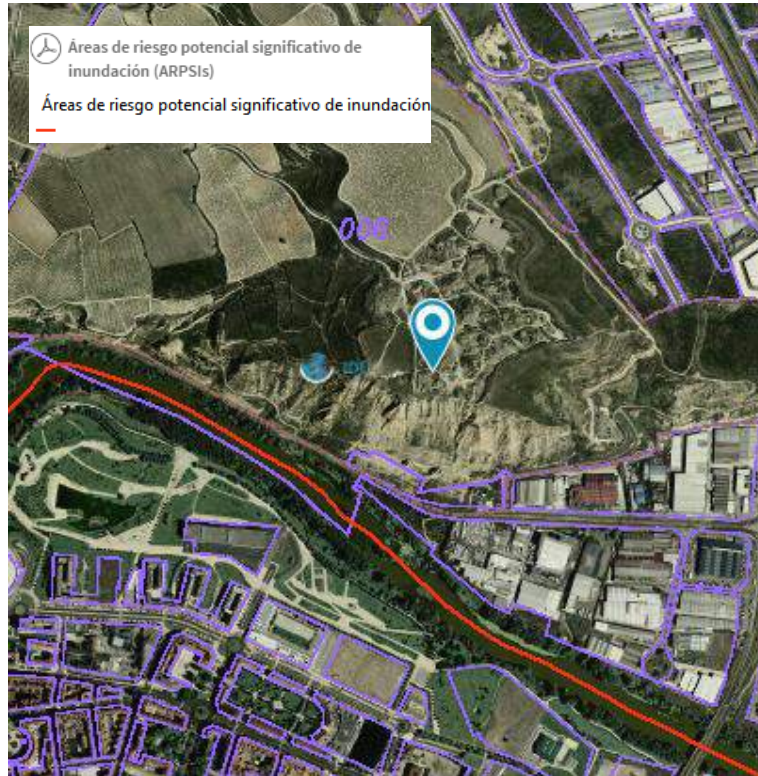 Áreas de riesgo potencial significativo de
inundación (ARPSIs)
Áreas de riesgo potencial significativo de inundación
006